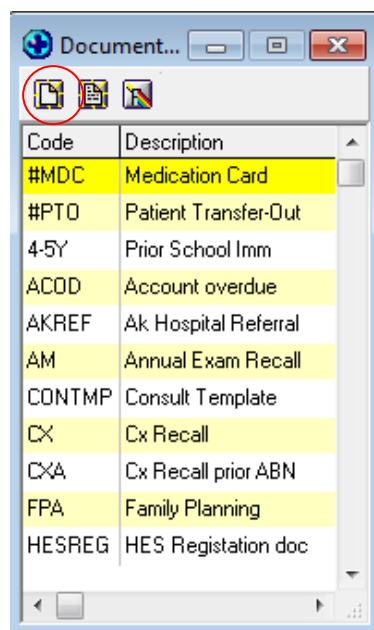 Document...
Code Description
#MDC Medication Card
#PTO Patient Transfer-Out
4-5Y Prior School Imm
ACOD Account overdue
AKREF Ak Hospital Referral
AM Annual Exam Recall
CONTMP Consult Template
CX Cx Recall
CXA Cx Recall prior ABN
FPA Family Planning
HESREG HES Registation doc